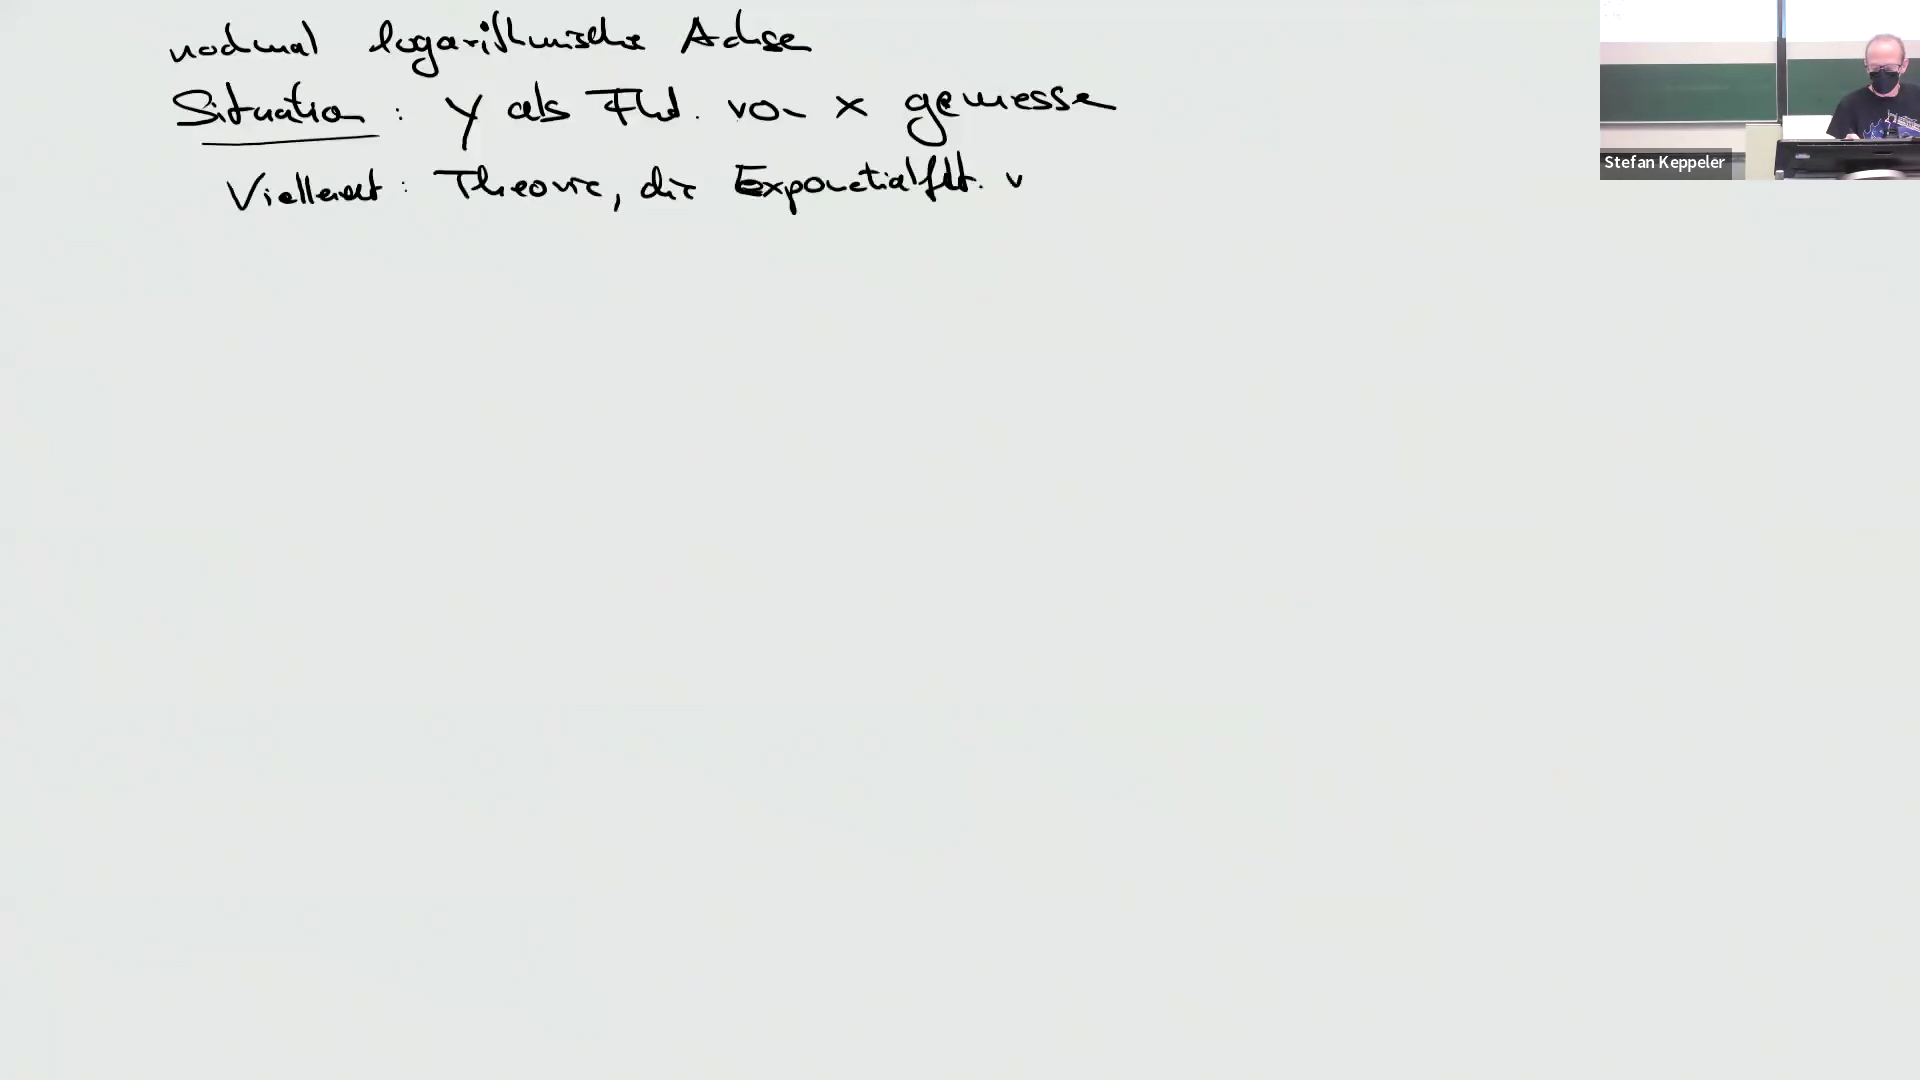 nochmal logarithmische Achse
Situation : y als Fkt. von x gemessen
Vielleicht : Theorie, die Exponentialfkt. v
Stefan Keppeler